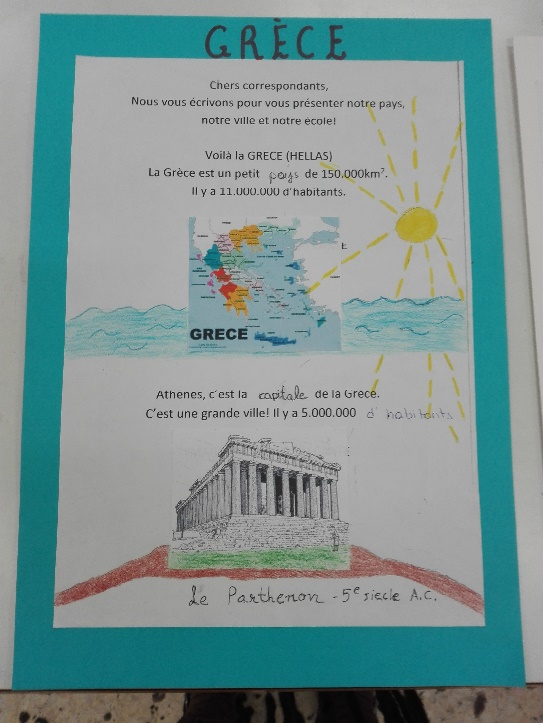 GRÈCE
Chers correspondants,
Nous vous écrivons pour vous présenter notre pays,
notre ville et notre école!
Voilà la GRECE (HELLAS)
La Grèce est un petit pays de 150.000km².
Il y a 11.000.000 d'habitants.
GRECE
Athenes, c'est la capitale de la Grece.
C'est une grande ville! Il y a 5.000.000 d'habitants
Le Parthenon - 5e siecle A.C.